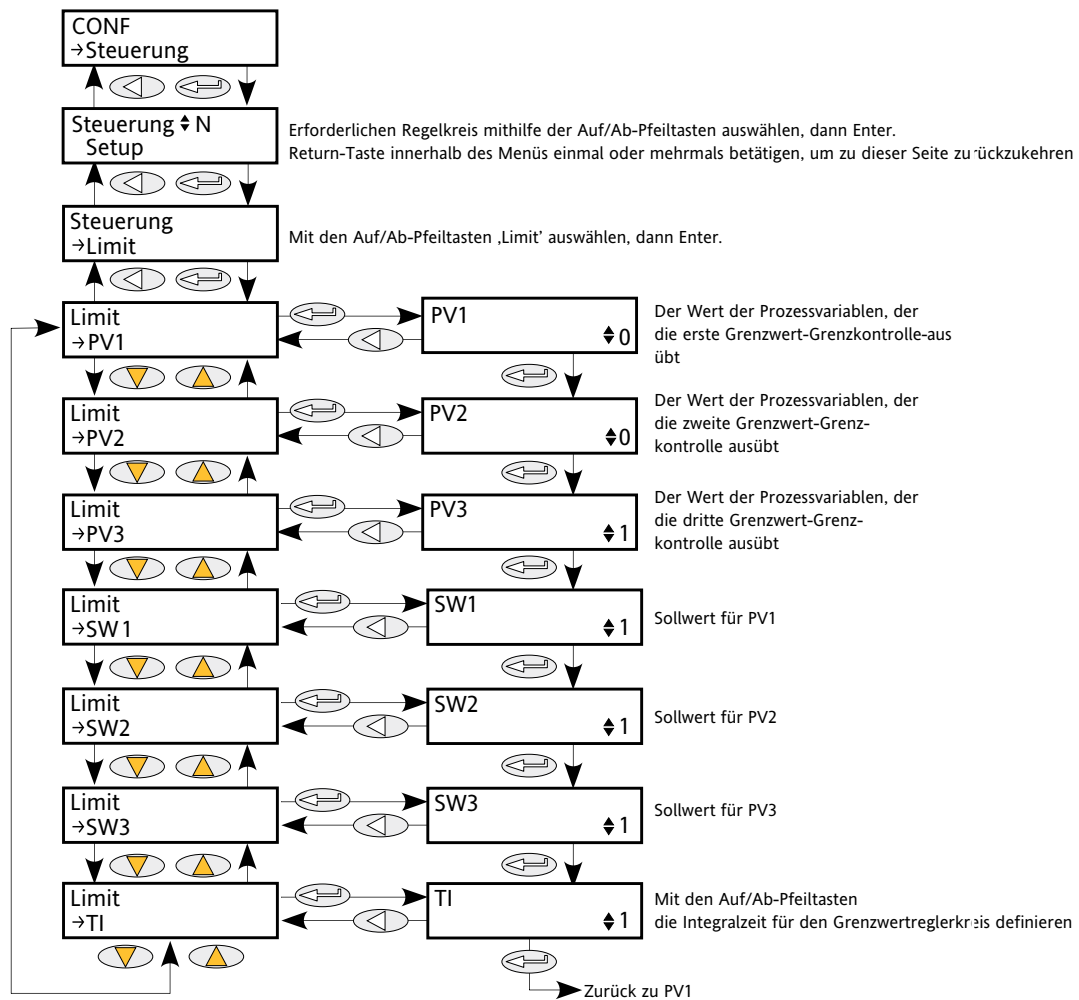 CONF
→Steuerung
Steuerung N
Setup
Erforderlichen Regelkreis mithilfe der Auf/Ab-Pfeiltasten auswählen, dann Enter.
Return-Taste innerhalb des Menüs einmal oder mehrmals betätigen, um zu dieser Seite zurückzukehren
Steuerung
→Limit
Mit den Auf/Ab-Pfeiltasten ‚Limit' auswählen, dann Enter.
Limit
→PV1
PV1
0
Der Wert der Prozessvariablen, der
die erste Grenzwert-Grenzkontrolle-aus
übt
Limit
→PV2
PV2
0
Der Wert der Prozessvariablen, der
die zweite Grenzwert-Grenz-
kontrolle ausübt
Limit
→PV3
PV3
1
Der Wert der Prozessvariablen, der
die dritte Grenzwert-Grenz-
kontrolle ausübt
Limit
→SW1
SW1
1
Sollwert für PV1
Limit
→SW2
SW2
1
Sollwert für PV2
Limit
→SW3
SW3
1
Sollwert für PV3
Limit
→TI
TI
1
Mit den Auf/Ab-Pfeiltasten
die Integralzeit für den Grenzwertreglerkreis definieren
Zurück zu PV1